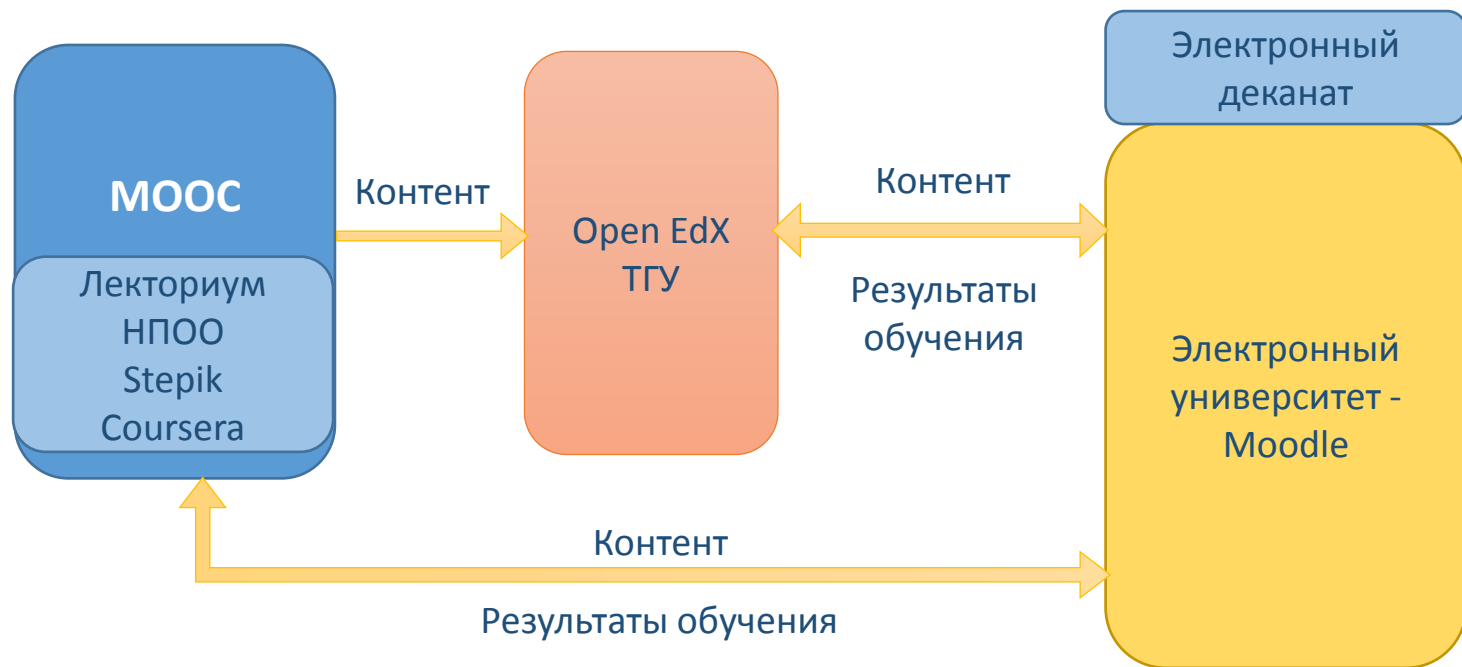 МООС
Лекториум
НПОО
Stepik
Coursera
Контент
Open EdX
ТГУ
Контент
Результаты
обучения
Электронный
деканат
Электронный
университет -
Moodle
Контент
Результаты обучения